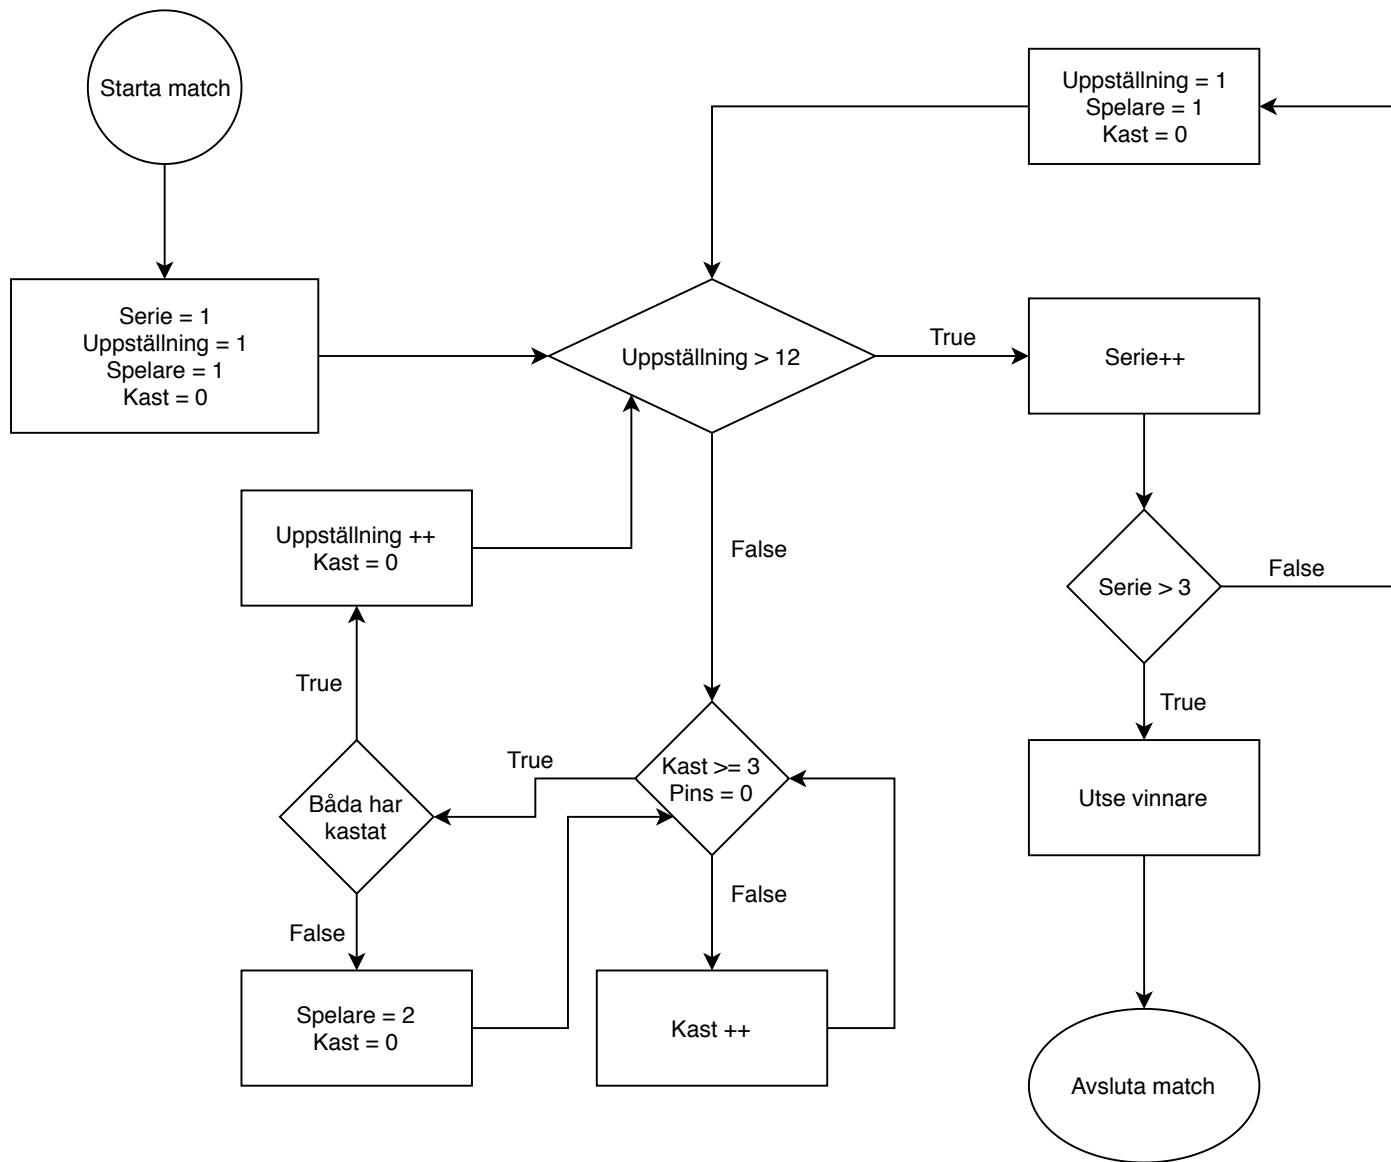 Starta match
Uppställning = 1
Spelare = 1
Kast = 0
Serie = 1
Uppställning = 1
Spelare = 1
Kast = 0
Uppställning > 12
True
Serie++
Uppställning ++
Kast = 0
False
Serie > 3
False
True
True
True
Kast >= 3
Pins = 0
Båda har
kastat
Utse vinnare
False
False
Spelare = 2
Kast = 0
Kast ++
Avsluta match